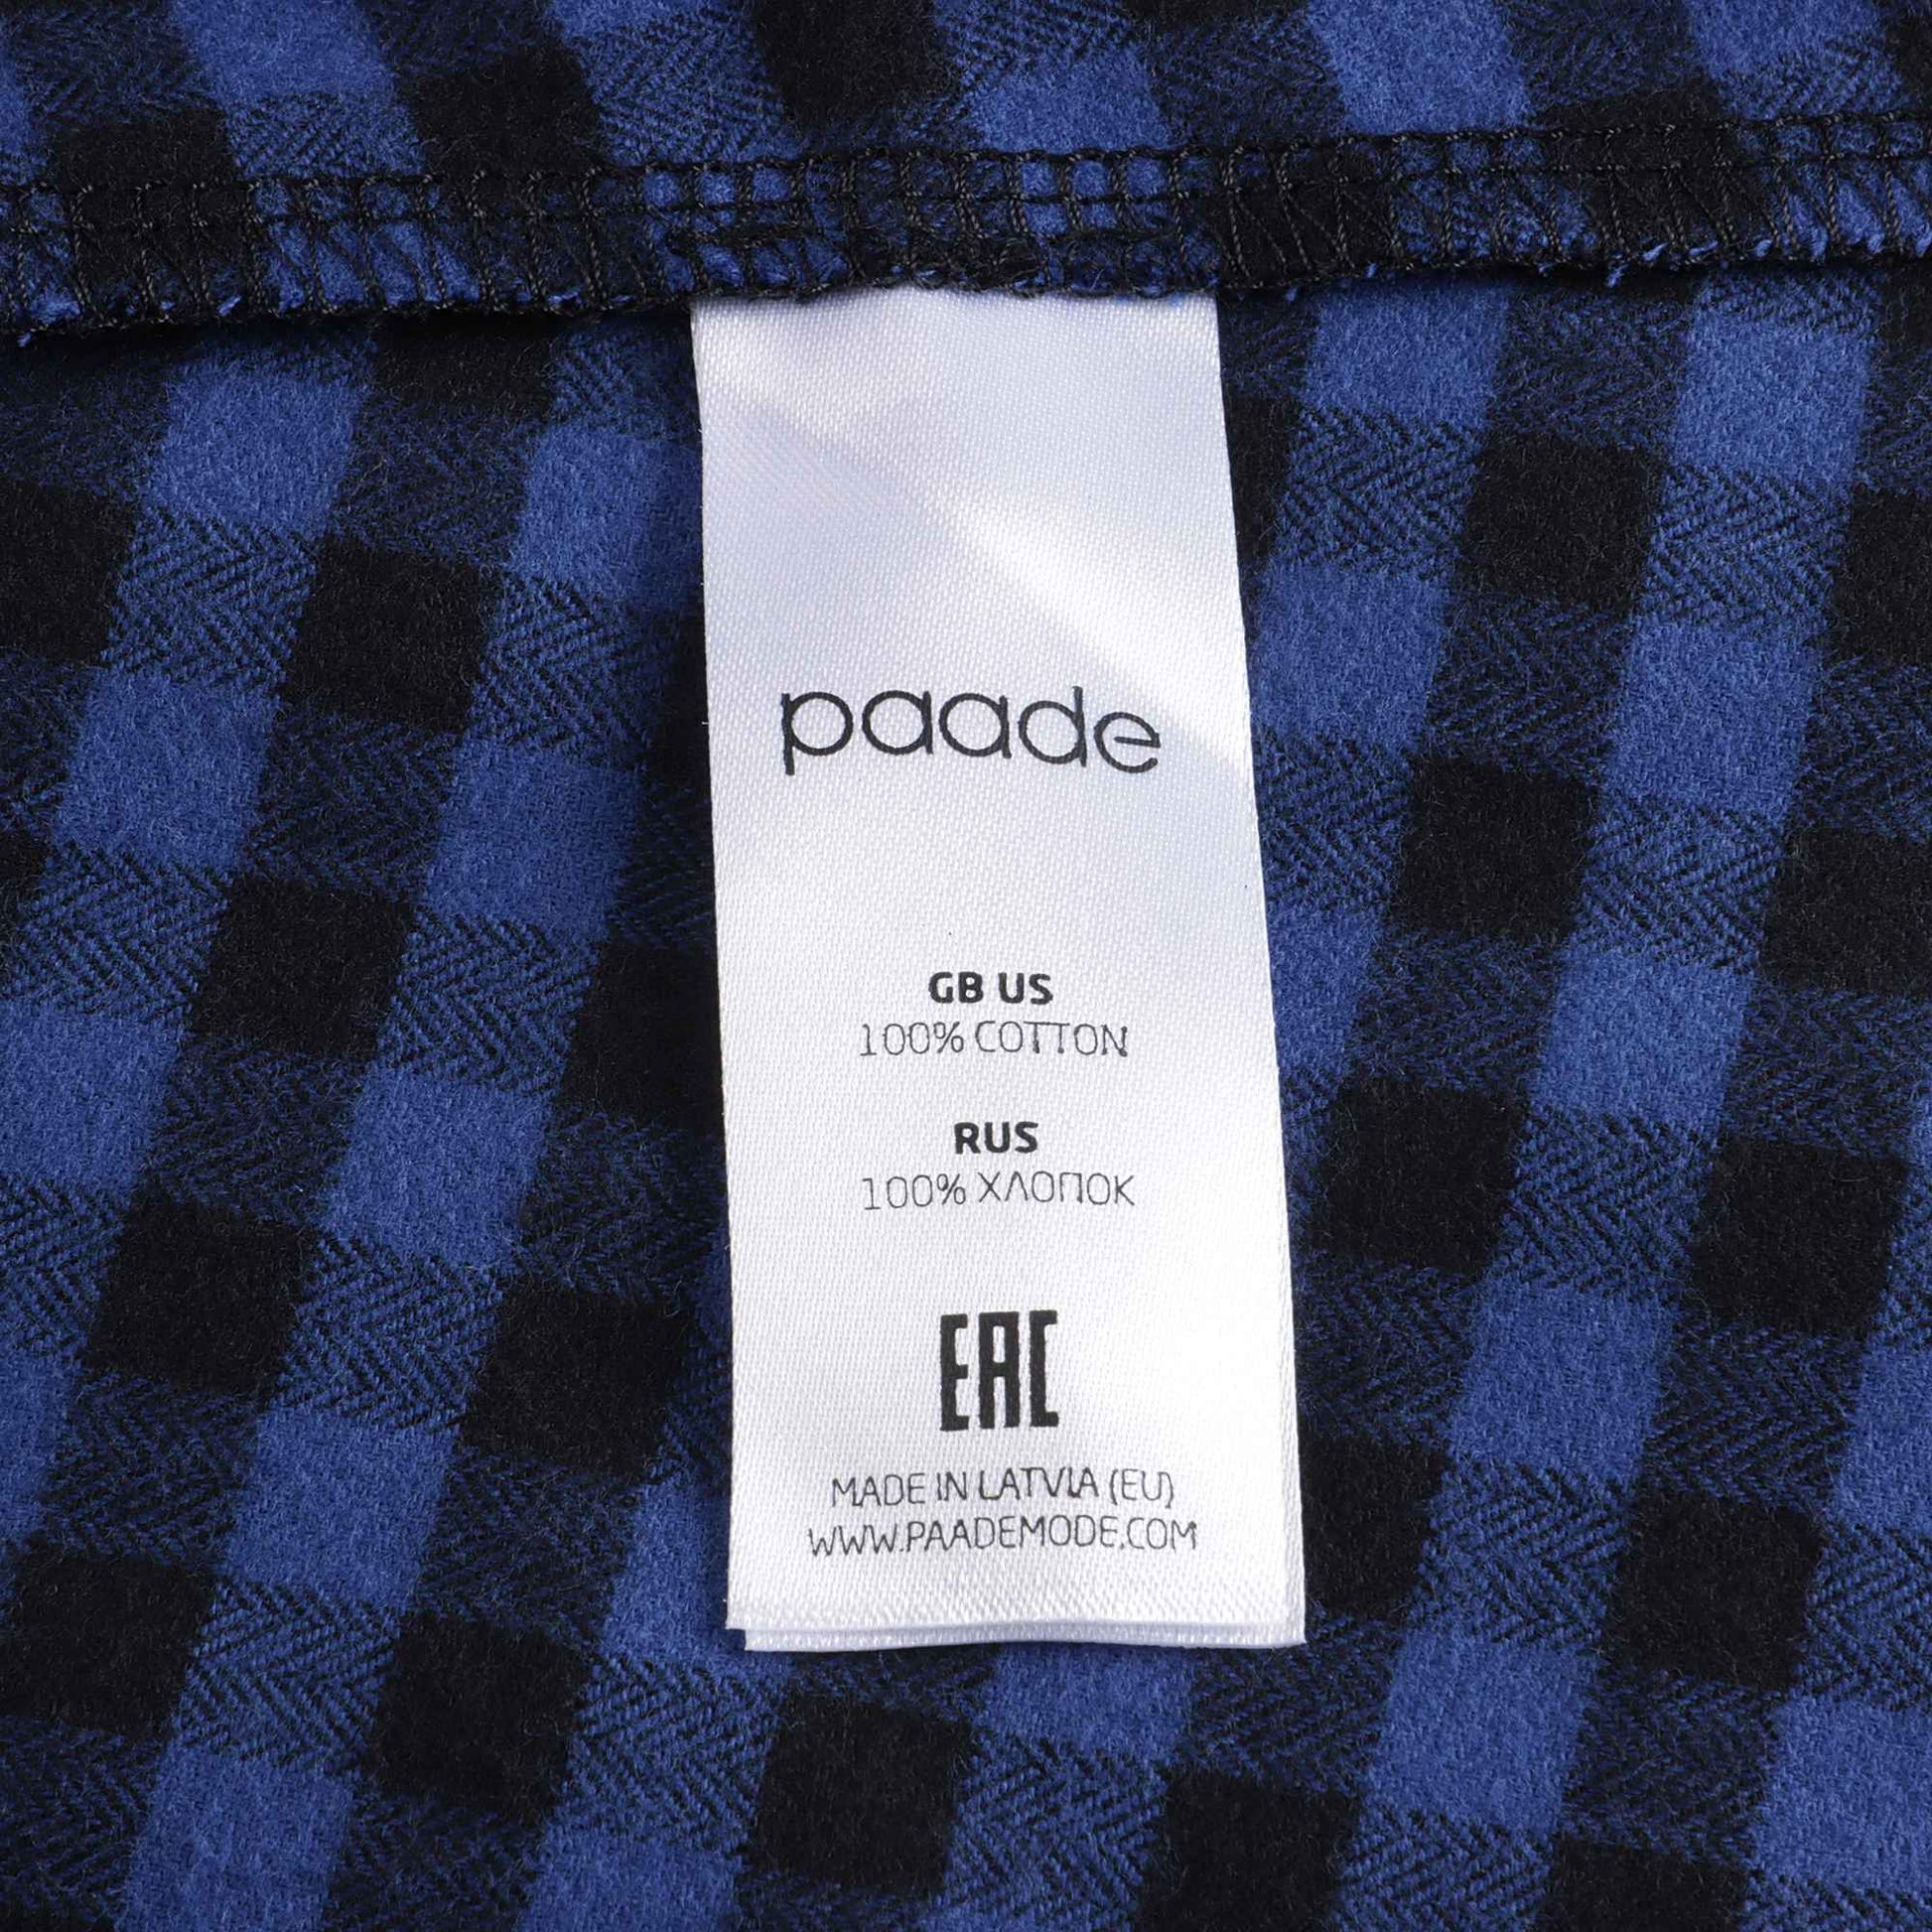 paade
GB US
100% COTTON
RUS
100% ХЛОПОК
EAC
MADE IN LATVIA (EU)
WWW.PAADEMODE.COM